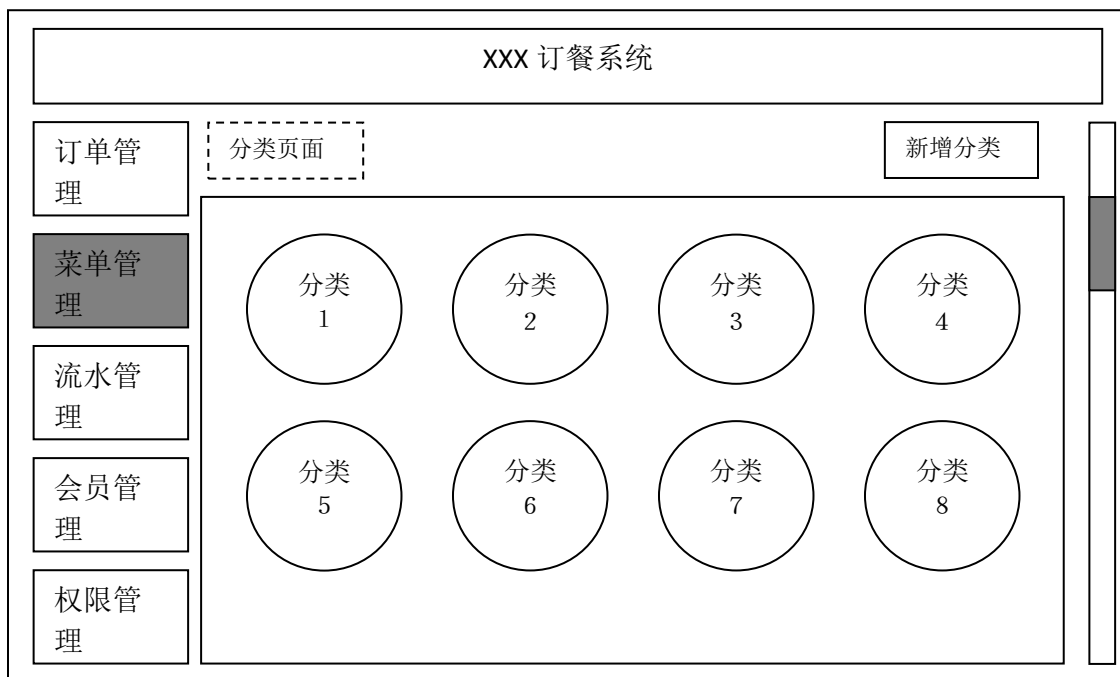 XXX 订餐系统
分类页面
新增分类
订单管
理
菜单管
理
流水管
理
会员管
理
权限管
理
分类
1
分类
2
分类
3
分类
4
分类
5
分类
6
分类
7
分类
8